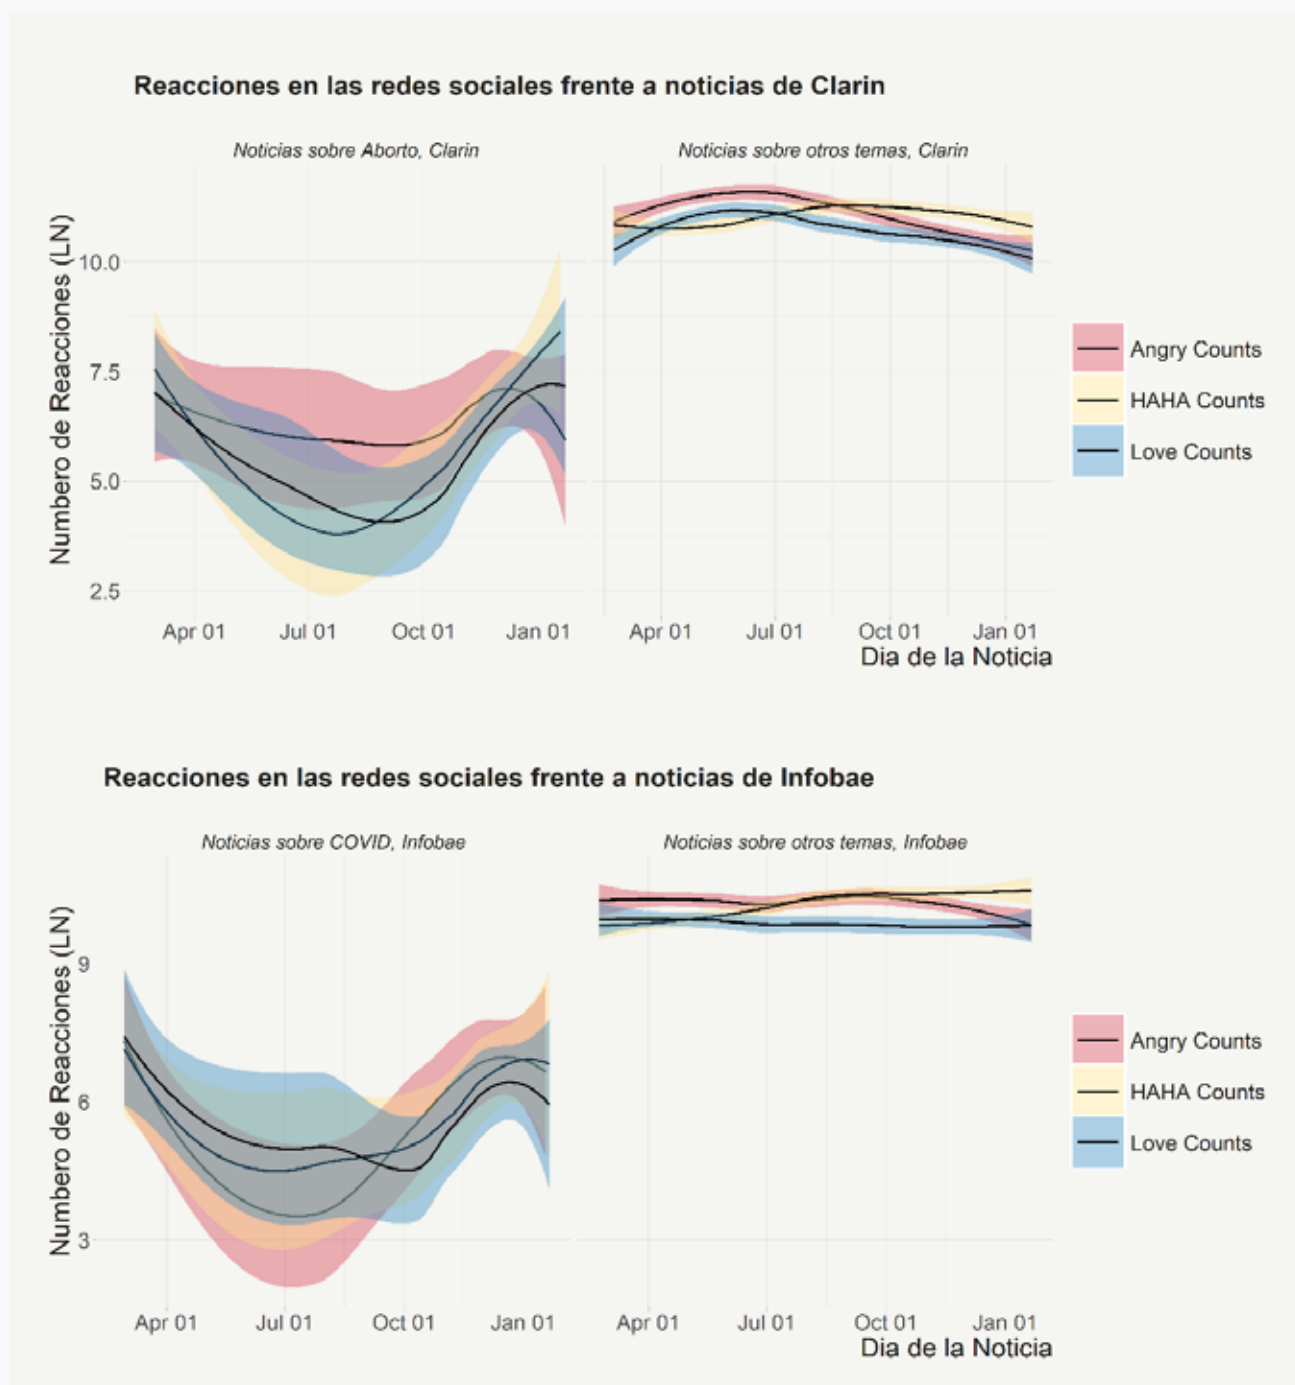 Reacciones en las redes sociales frente a noticias de Clarin
Noticias sobre Aborto, Clarin
Noticias sobre otros temas, Clarin
Numbero de Reacciones (LN)
10.0
7.5
5.0
2.5
Apr 01 Jul 01 Oct 01 Jan 01
Apr 01 Jul 01 Oct 01 Jan 01
Dia de la Noticia
Angry Counts
HAHA Counts
Love Counts
Reacciones en las redes sociales frente a noticias de Infobae
Noticias sobre COVID, Infobae
Noticias sobre otros temas, Infobae
Numbero de Reacciones (LN)
9
6
3
Apr 01 Jul 01 Oct 01 Jan 01
Apr 01 Jul 01 Oct 01 Jan 01
Dia de la Noticia
Angry Counts
HAHA Counts
Love Counts